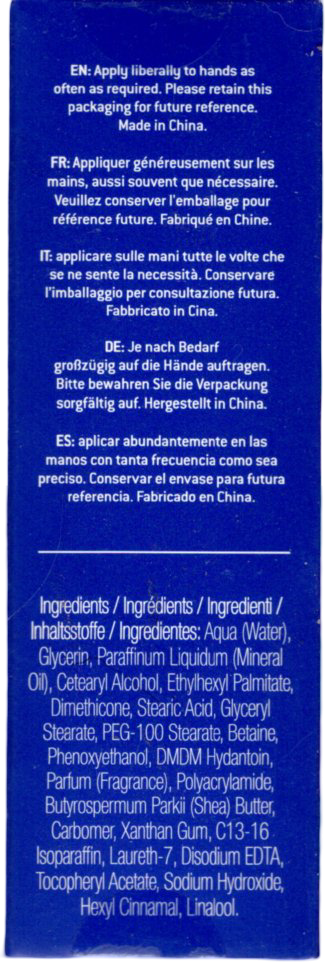 EN: Apply liberally to hands as
often as required. Please retain this
packaging for future reference.
Made in China.
FR: Appliquer généreusement sur les
mains, aussi souvent que nécessaire.
Veuillez conserver l'emballage pour
référence future. Fabriqué en Chine.
IT: applicare sulle mani tutte le volte che
se ne sente la necessità. Conservare
l'imballaggio per consultazione futura.
Fabbricato in Cina.
DE: Je nach Bedarf
großzügig auf die Hände auftragen.
Bitte bewahren Sie die Verpackung
sorgfältig auf. Hergestellt in China.
ES: aplicar abundantemente en las
manos con tanta frecuencia como sea
preciso. Conservar el envase para futura
referencia. Fabricado en China.
Ingredients / Ingrédients / Ingredienti /
Inhaltsstoffe / Ingredientes: Aqua (Water),
Glycerin, Paraffinum Liquidum (Mineral
Oil), Cetearyl Alcohol, Ethylhexyl Palmitate,
Dimethicone, Stearic Acid, Glyceryl
Stearate, PEG-100 Stearate, Betaine,
Phenoxyethanol, DMDM Hydantoin,
Parfum (Fragrance), Polyacrylamide,
Butyrospermum Parkii (Shea) Butter,
Carbomer, Xanthan Gum, C13-16
Isoparaffin, Laureth-7, Disodium EDTA,
Tocopheryl Acetate, Sodium Hydroxide,
Hexyl Cinnamal, Linalool.